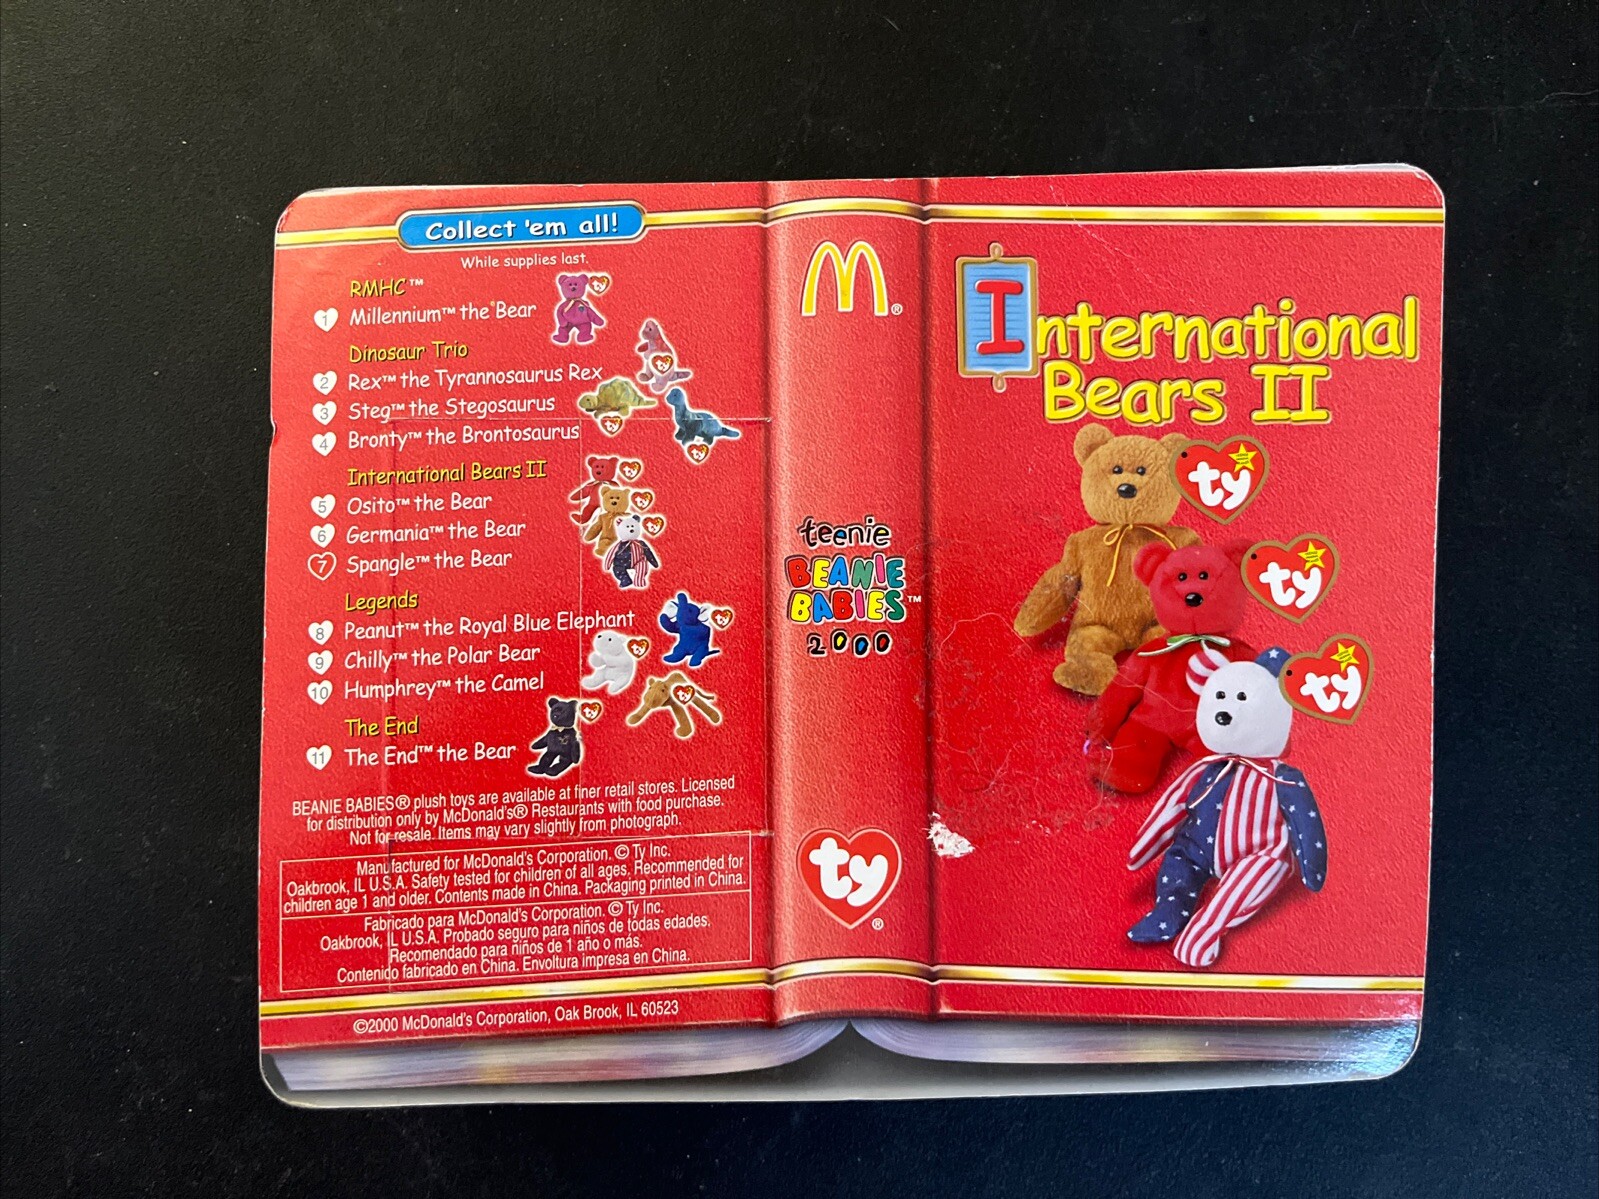 Collect 'em all!
While supplies last.
RMHC™
1 Millennium™ the Bear
Dinosaur Trio
2 Rex™ the Tyrannosaurus Rex
3 Steg™ the Stegosaurus
4 Bronty™ the Brontosaurus
International Bears II
5 Osito™ the Bear
6 Germania™ the Bear
7 Spangle™ the Bear
Legends
8 Peanut™ the Royal Blue Elephant
9 Chilly™ the Polar Bear
10 Humphrey™ the Camel
The End
11 The End™ the Bear
BEANIE BABIES® plush toys are available at finer retail stores. Licensed
for distribution only by McDonald's® Restaurants with food purchase.
Not for resale. Items may vary slightly from photograph.
Manufactured for McDonald's Corporation. © Ty Inc.
Oakbrook, IL U.S.A. Safety tested for children of all ages. Recommended for
children age 1 and older. Contents made in China. Packaging printed in China.
Fabricado para McDonald's Corporation. © Ty Inc.
Oakbrook, IL U.S.A. Probado seguro para niños de todas edades.
Recomendado para niños de 1 año o más.
Contenido fabricado en China. Envoltura impresa en China.
©2000 McDonald's Corporation, Oak Brook, IL 60523
M®
teenie
BEANIE
BABIES™
2000
ty®
International
Bears II
ty
ty
ty